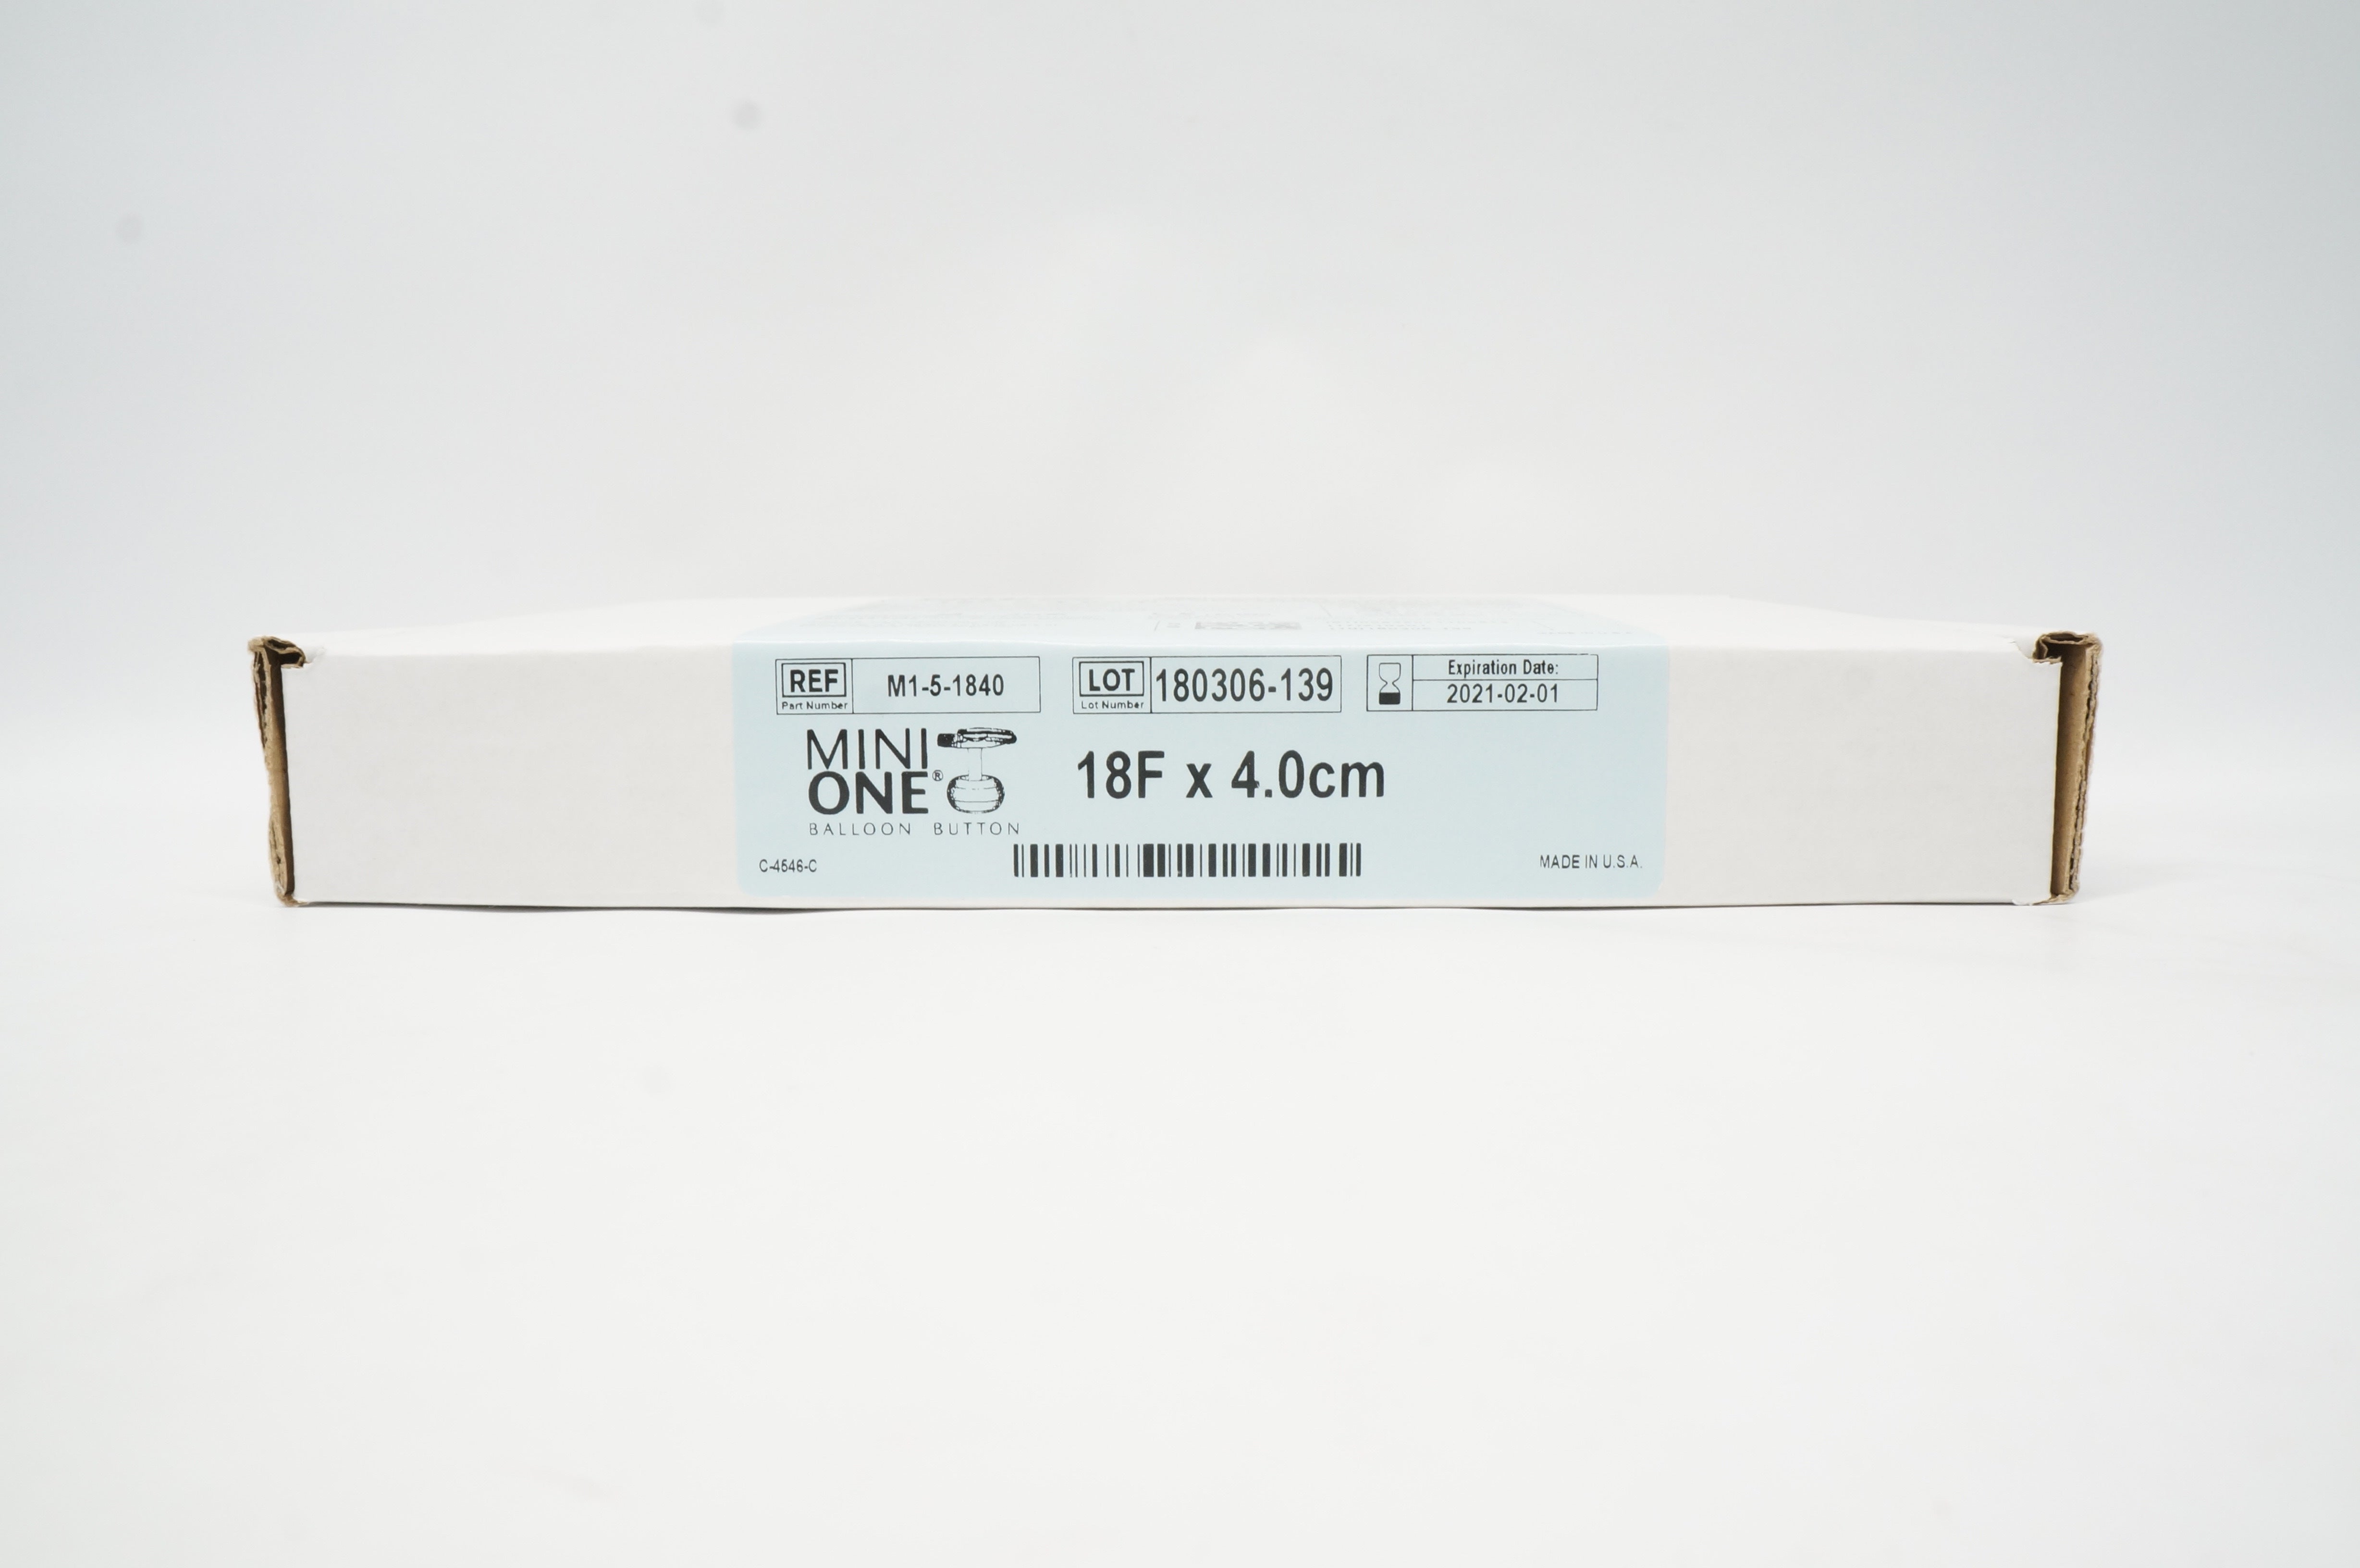 REF
Part Number
M1-5-1840
LOT
Lot Number
180306-139
Expiration Date:
2021-02-01
MINI
ONE®
BALLOON BUTTON
18F x 4.0cm
C-4546-C
MADE IN U.S.A.